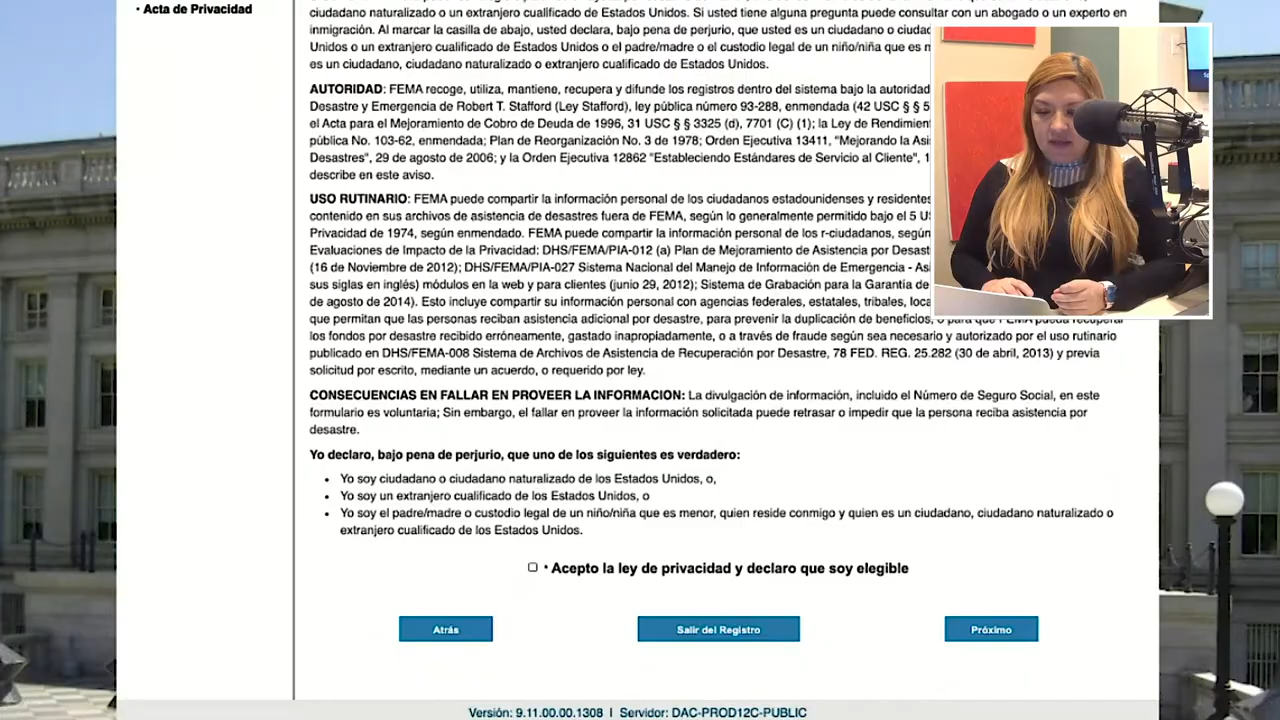 • Acta de Privacidad
ciudadano naturalizado o un extranjero cualificado de Estados Unidos. Si usted tiene alguna pregunta puede consultar con un abogado o un experto en
inmigración. Al marcar la casilla de abajo, usted declara, bajo pena de perjurio, que usted es un ciudadano o
Unidos o un extranjero cualificado de Estados Unidos o el padre/madre o el custodio legal de un niño/niña que es
es un ciudadano, ciudadano naturalizado o extranjero cualificado de Estados Unidos.
AUTORIDAD: FEMA recoge, utiliza, mantiene, recupera y difunde los registros dentro del sistema bajo la autoridad
Desastre y Emergencia de Robert T. Stafford (Ley Stafford), ley pública número 93-288, enmendada (42 USC § § 5
el Acta para el Mejoramiento de Cobro de Deuda de 1996, 31 USC § § 3325 (d), 7701 (C) (1); la Ley de
pública No. 103-62, enmendada; Plan de Reorganización No. 3 de 1978; Orden Ejecutiva 13411, "Mejorando la
Desastres", 29 de agosto de 2006; y la Orden Ejecutiva 12862 "Estableciendo Estándares de Servicio al Cliente", 1
describe en este aviso.
USO RUTINARIO: FEMA puede compartir la información personal de los ciudadanos estadounidenses y residentes
contenido en sus archivos de asistencia de desastres fuera de FEMA, según lo generalmente permitido bajo el 5
Privacidad de 1974, según enmendado. FEMA puede compartir la información personal de los r-ciudadanos, según
Evaluaciones de Impacto de la Privacidad: DHS/FEMA/PIA-012 (a) Plan de Mejoramiento de Asistencia por
(16 de Noviembre de 2012); DHS/FEMA/PIA-027 Sistema Nacional del Manejo de Información de Emergencia -
sus siglas en inglés) módulos en la web y para clientes (junio 29, 2012); Sistema de Grabación para la Garantía de
de agosto de 2014). Esto incluye compartir su información personal con agencias federales, estatales, tribales,
que permitan que las personas reciban asistencia adicional por desastre, para prevenir la duplicación de beneficios, o para que FEMA pueda recuperar
los fondos por desastre recibido erróneamente, gastado inapropiadamente, o a través de fraude según sea necesario y autorizado por el uso rutinario
publicado en DHS/FEMA-008 Sistema de Archivos de Asistencia de Recuperación por Desastre, 78 FED. REG. 25.282 (30 de abril, 2013) y previa
solicitud por escrito, mediante un acuerdo, o requerido por ley.
CONSECUENCIAS EN FALLAR EN PROVEER LA INFORMACION: La divulgación de información, incluido el Número de Seguro Social, en este
formulario es voluntaria; Sin embargo, el fallar en proveer la información solicitada puede retrasar o impedir que la persona reciba asistencia por
desastre.
Yo declaro, bajo pena de perjurio, que uno de los siguientes es verdadero:
• Yo soy ciudadano o ciudadano naturalizado de los Estados Unidos, o,
• Yo soy un extranjero cualificado de los Estados Unidos, o
• Yo soy el padre/madre o custodio legal de un niño/niña que es menor, quien reside conmigo y quien es un ciudadano, ciudadano naturalizado o
extranjero cualificado de los Estados Unidos.
* Acepto la ley de privacidad y declaro que soy elegible
Atrás
Salir del Registro
Próximo
Versión: 9.11.00.00.1308 | Servidor: DAC-PROD12C-PUBLIC